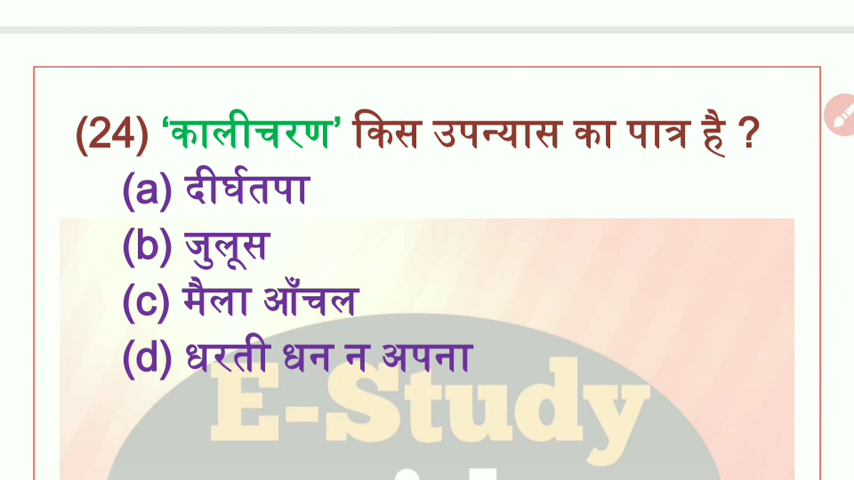 (24) ‘कालीचरण’ किस उपन्यास का पात्र है ?
(a) दीर्घतपा
(b) जुलूस
(c) मैला आँचल
(d) धरती धन न अपना
E-Study